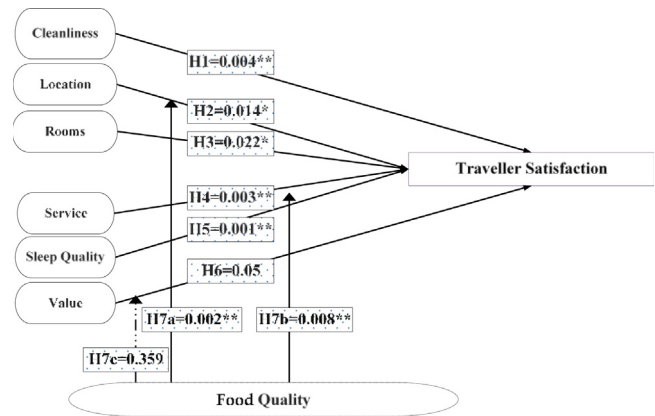 Cleanliness
H1=0.004**
Location
H2=0.014*
Rooms
H3=0.022*
Traveller Satisfaction
H4=0.003**
Service
H5=0.001**
Sleep Quality
H6=0.05
Value
H7a=0.002**
H7b=0.008**
H7c=0.359
Food Quality